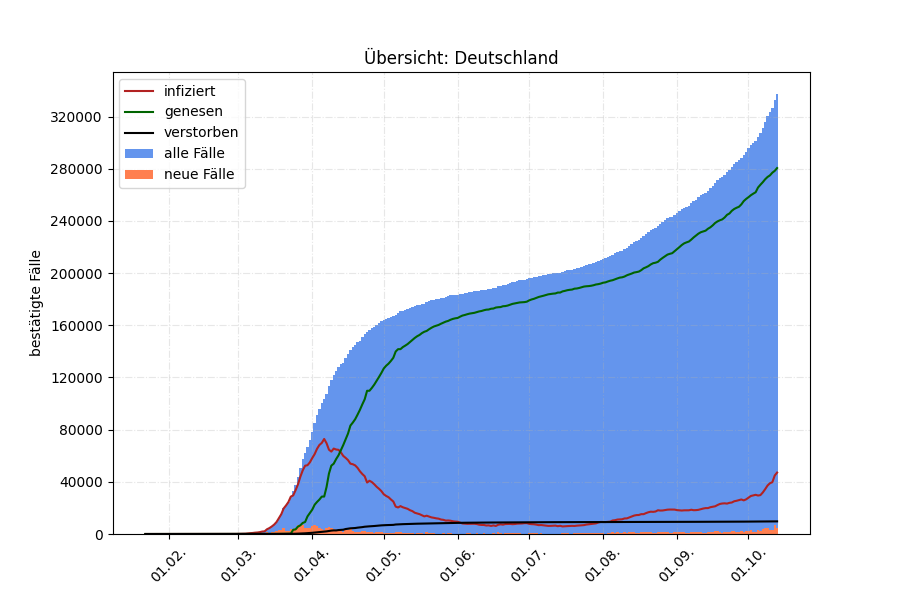 Übersicht: Deutschland
infiziert
genesen
verstorben
alle Fälle
neue Fälle
bestätigte Fälle
320000
280000
240000
200000
160000
120000
80000
40000
0
01.02.
01.03.
01.04.
01.05.
01.06.
01.07.
01.08.
01.09.
01.10.